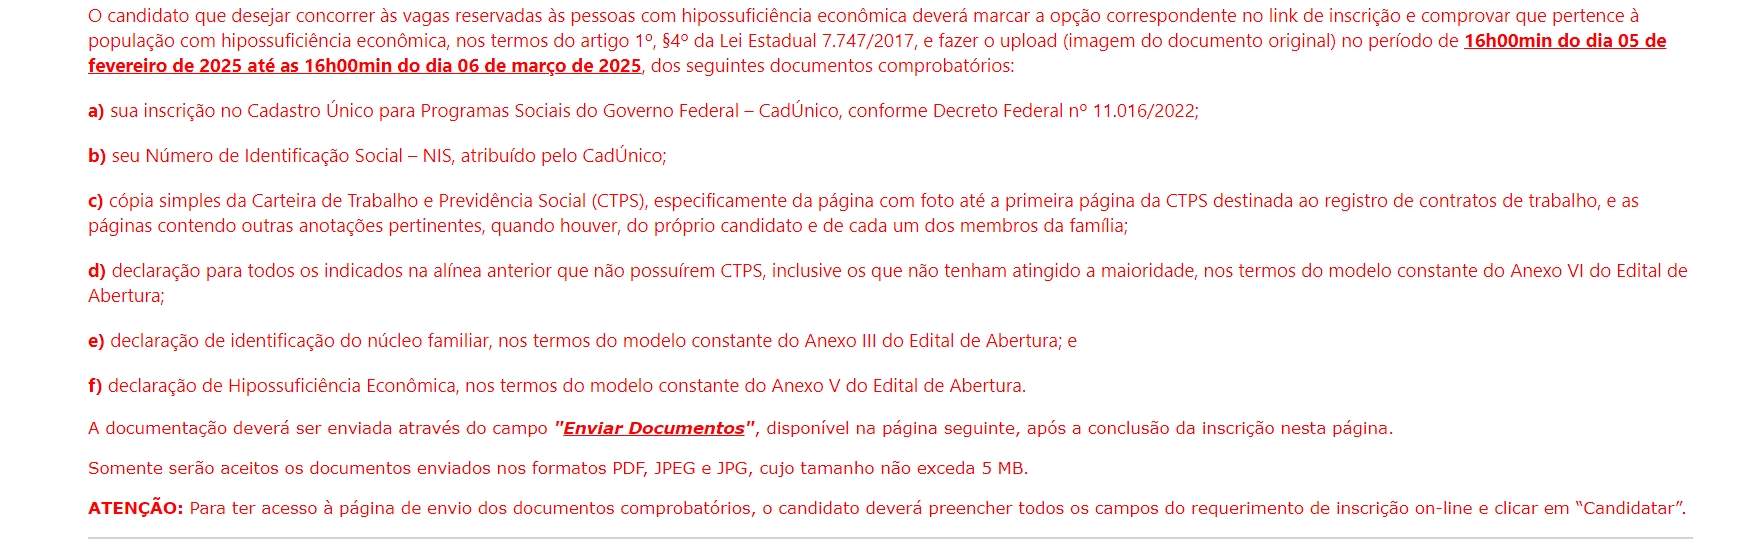 O candidato que desejar concorrer às vagas reservadas às pessoas com hipossuficiência econômica deverá marcar a opção correspondente no link de inscrição e comprovar que pertence à
população com hipossuficiência econômica, nos termos do artigo 1º, §4º da Lei Estadual 7.747/2017, e fazer o upload (imagem do documento original) no período de 16h00min do dia 05 de
fevereiro de 2025 até as 16h00min do dia 06 de março de 2025, dos seguintes documentos comprobatórios:
a) sua inscrição no Cadastro Único para Programas Sociais do Governo Federal – CadÚnico, conforme Decreto Federal nº 11.016/2022;
b) seu Número de Identificação Social – NIS, atribuído pelo CadÚnico;
c) cópia simples da Carteira de Trabalho e Previdência Social (CTPS), especificamente da página com foto até a primeira página da CTPS destinada ao registro de contratos de trabalho, e as
páginas contendo outras anotações pertinentes, quando houver, do próprio candidato e de cada um dos membros da família;
d) declaração para todos os indicados na alínea anterior que não possuírem CTPS, inclusive os que não tenham atingido a maioridade, nos termos do modelo constante do Anexo VI do Edital de
Abertura;
e) declaração de identificação do núcleo familiar, nos termos do modelo constante do Anexo III do Edital de Abertura; e
f) declaração de Hipossuficiência Econômica, nos termos do modelo constante do Anexo V do Edital de Abertura.
A documentação deverá ser enviada através do campo "Enviar Documentos", disponível na página seguinte, após a conclusão da inscrição nesta página.
Somente serão aceitos os documentos enviados nos formatos PDF, JPEG e JPG, cujo tamanho não exceda 5 MB.
ATENÇÃO: Para ter acesso à página de envio dos documentos comprobatórios, o candidato deverá preencher todos os campos do requerimento de inscrição on-line e clicar em “Candidatar”.